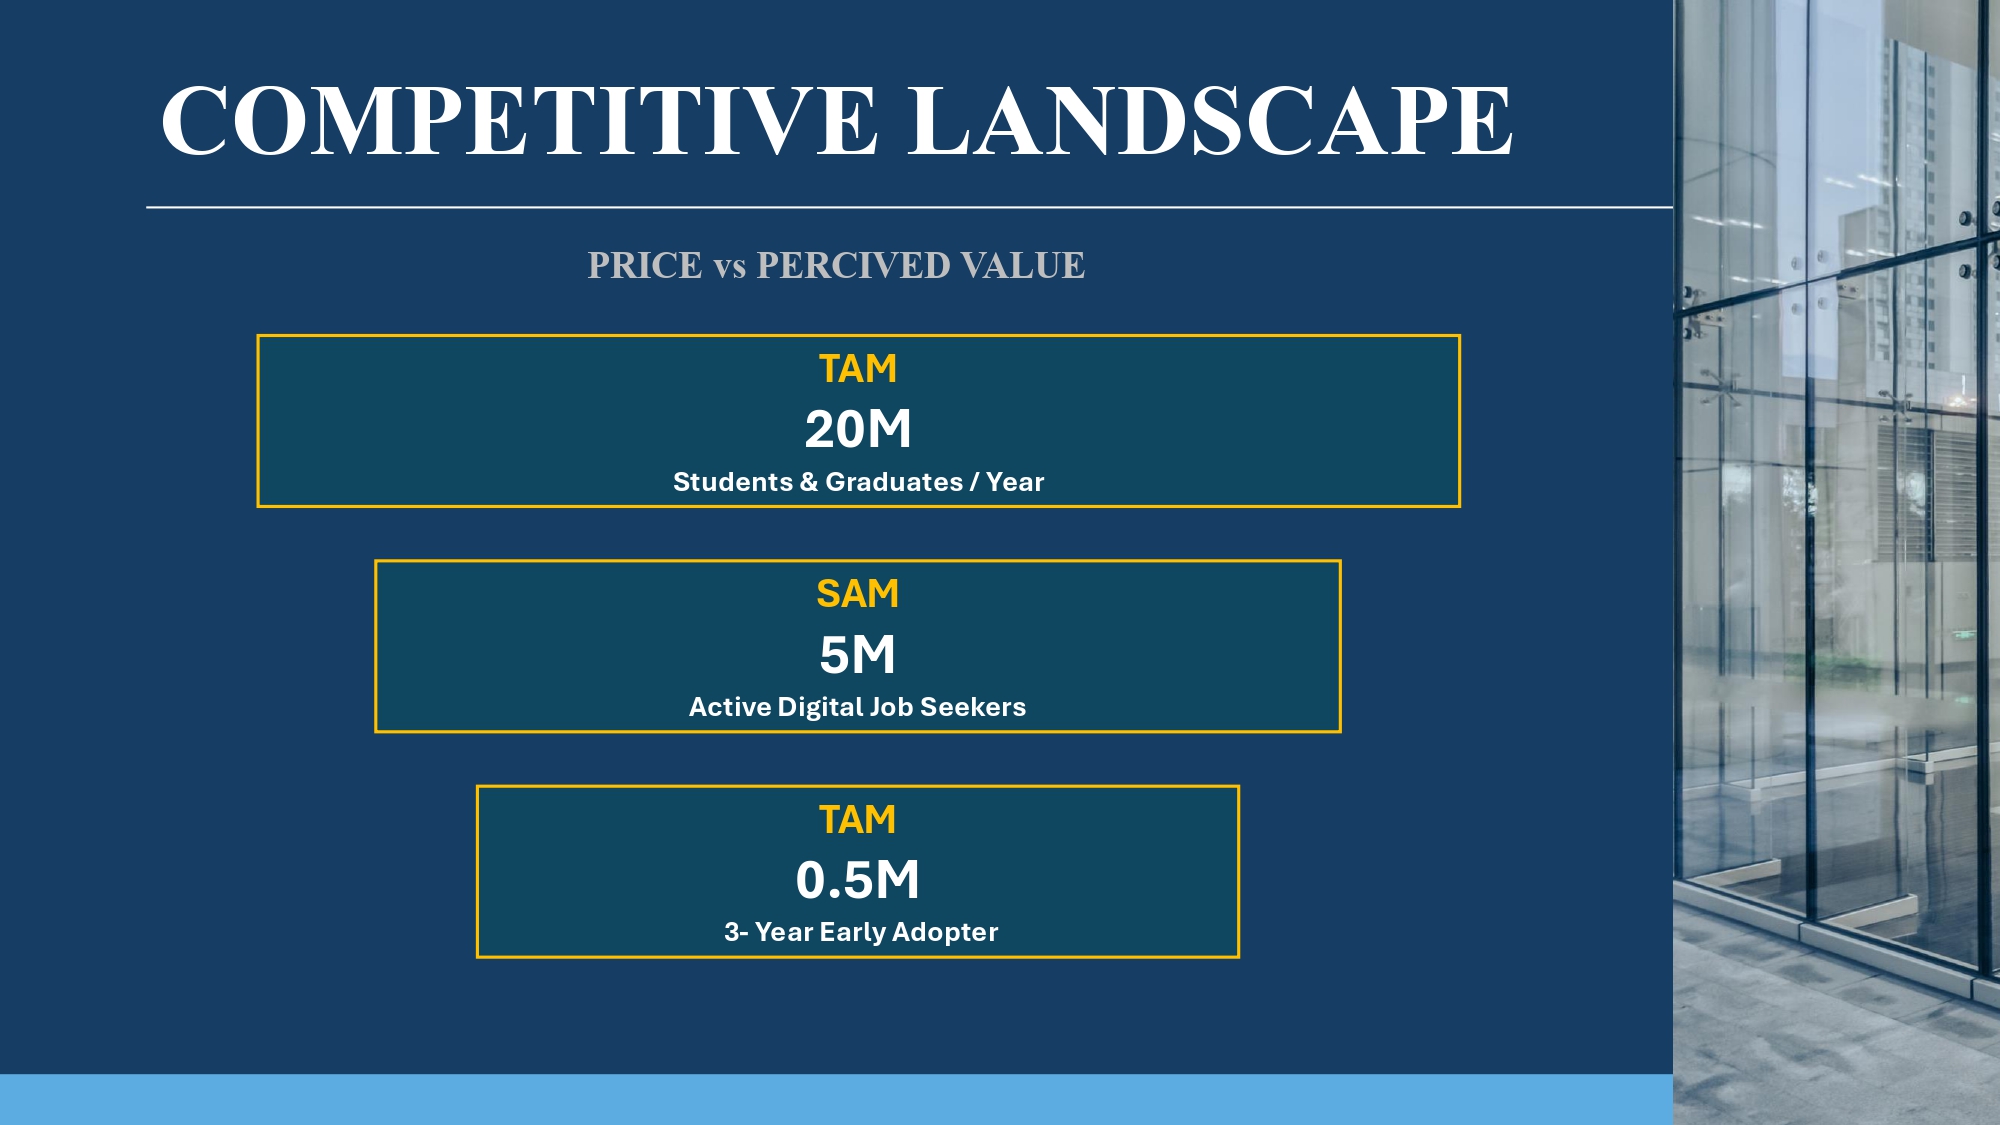 COMPETITIVE LANDSCAPE
PRICE vs PERCIVED VALUE
TAM
20M
Students & Graduates / Year
SAM
5M
Active Digital Job Seekers
TAM
0.5M
3- Year Early Adopter